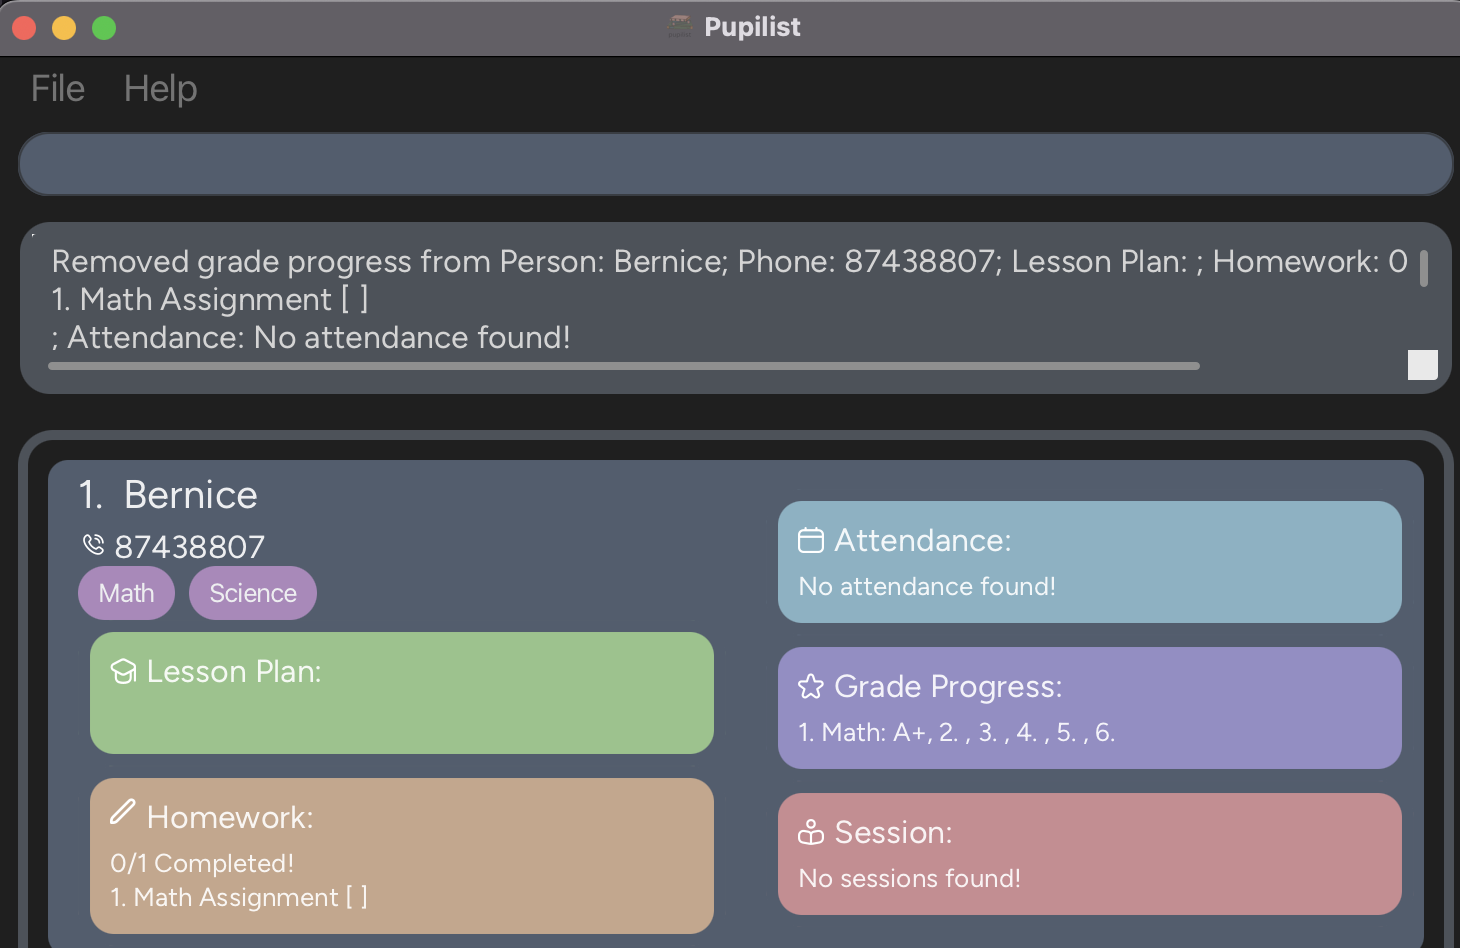 Pupilist
File Help
Removed grade progress from Person: Bernice; Phone: 87438807; Lesson Plan: ; Homework: 0
1. Math Assignment [ ]
; Attendance: No attendance found!
1. Bernice
87438807
Math Science
Lesson Plan:
Homework:
0/1 Completed!
1. Math Assignment [ ]
Attendance:
No attendance found!
Grade Progress:
1. Math: A+, 2. , 3. , 4. , 5. , 6.
Session:
No sessions found!